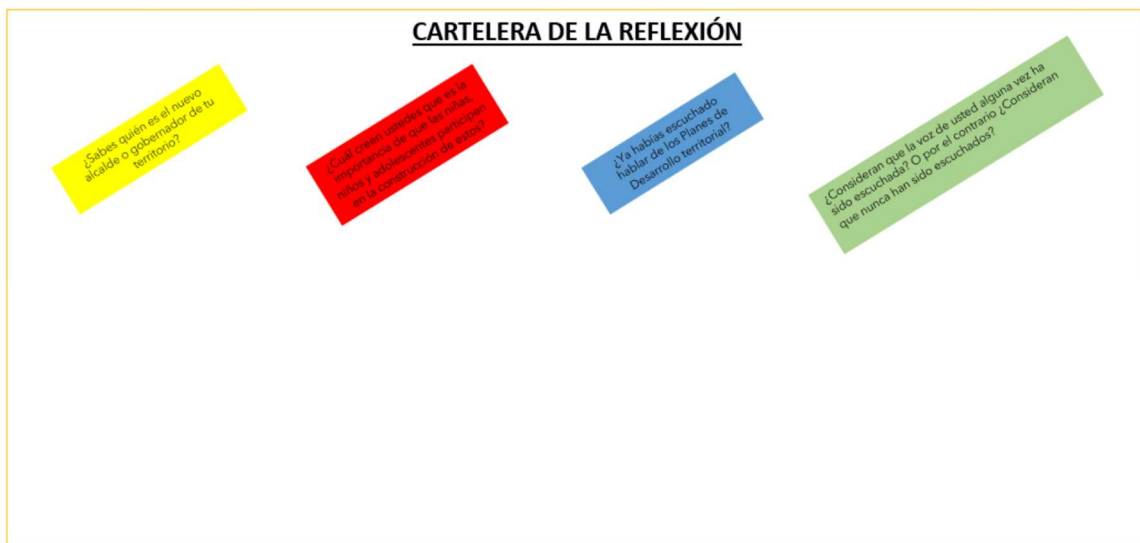 CARTELERA DE LA REFLEXIÓN
¿Sabes quién es el nuevo
alcalde o gobernador de tu
territorio?
¿Cuál creen ustedes que es la
importancia de que las niñas,
niños y adolescentes participen
en la construcción de estos?
¿Ya habías escuchado
hablar de los Planes de
Desarrollo territorial?
¿Consideran que la voz de usted alguna vez ha
sido escuchada? O por el contrario ¿Consideran
que nunca han sido escuchados?